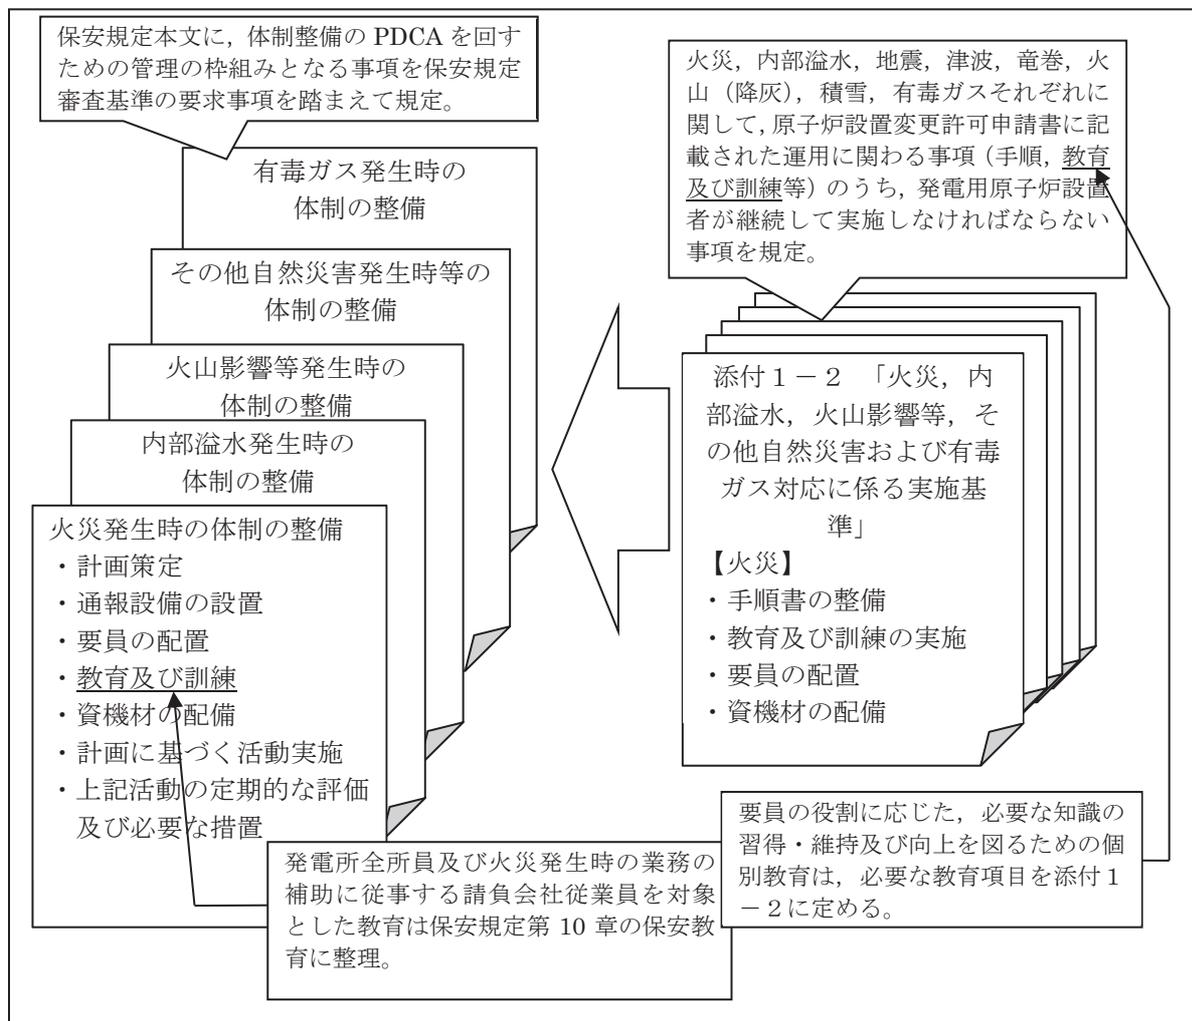 保安規定本文に，体制整備の PDCA を回す
ための管理の枠組みとなる事項を保安規定
審査基準の要求事項を踏まえて規定。
有毒ガス発生時の
体制の整備
その他自然災害発生時等の
体制の整備
火山影響等発生時の
体制の整備
内部溢水発生時の
体制の整備
火災発生時の体制の整備
・計画策定
・通報設備の設置
・要員の配置
・教育及び訓練
・資機材の配備
・計画に基づく活動実施
・上記活動の定期的な評価
及び必要な措置
発電所全所員及び火災発生時の業務の
補助に従事する請負会社従業員を対象
とした教育は保安規定第 10 章の保安教
育に整理。
火災，内部溢水，地震，津波，竜巻，火
山（降灰），積雪，有毒ガスそれぞれに
関して，原子炉設置変更許可申請書に記
載された運用に関わる事項（手順，教育
及び訓練等）のうち，発電用原子炉設置
者が継続して実施しなければならない
事項を規定。
添付１－２　「火災，内
部溢水，火山影響等，そ
の他自然災害および有毒
ガス対応に係る実施基
準」
【火災】
・手順書の整備
・教育及び訓練の実施
・要員の配置
・資機材の配備
要員の役割に応じた，必要な知識の
習得・維持及び向上を図るための個
別教育は，必要な教育項目を添付１
－２に定める。